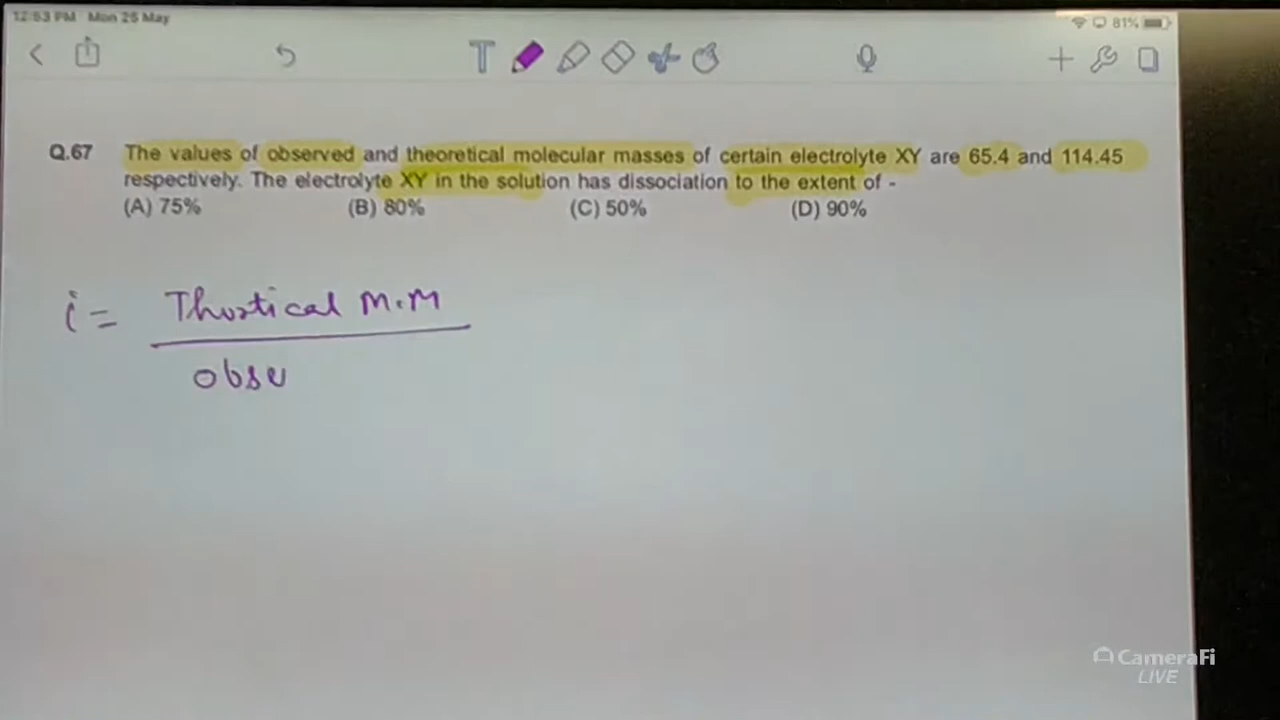 12:53 PM Mon 25 May
81%
Q.67 The values of observed and theoretical molecular masses of certain electrolyte XY are 65.4 and 114.45
respectively. The electrolyte XY in the solution has dissociation to the extent of -
(A) 75% (B) 80% (C) 50% (D) 90%
i = Thortical M.M
obse
CameraFi
LIVE